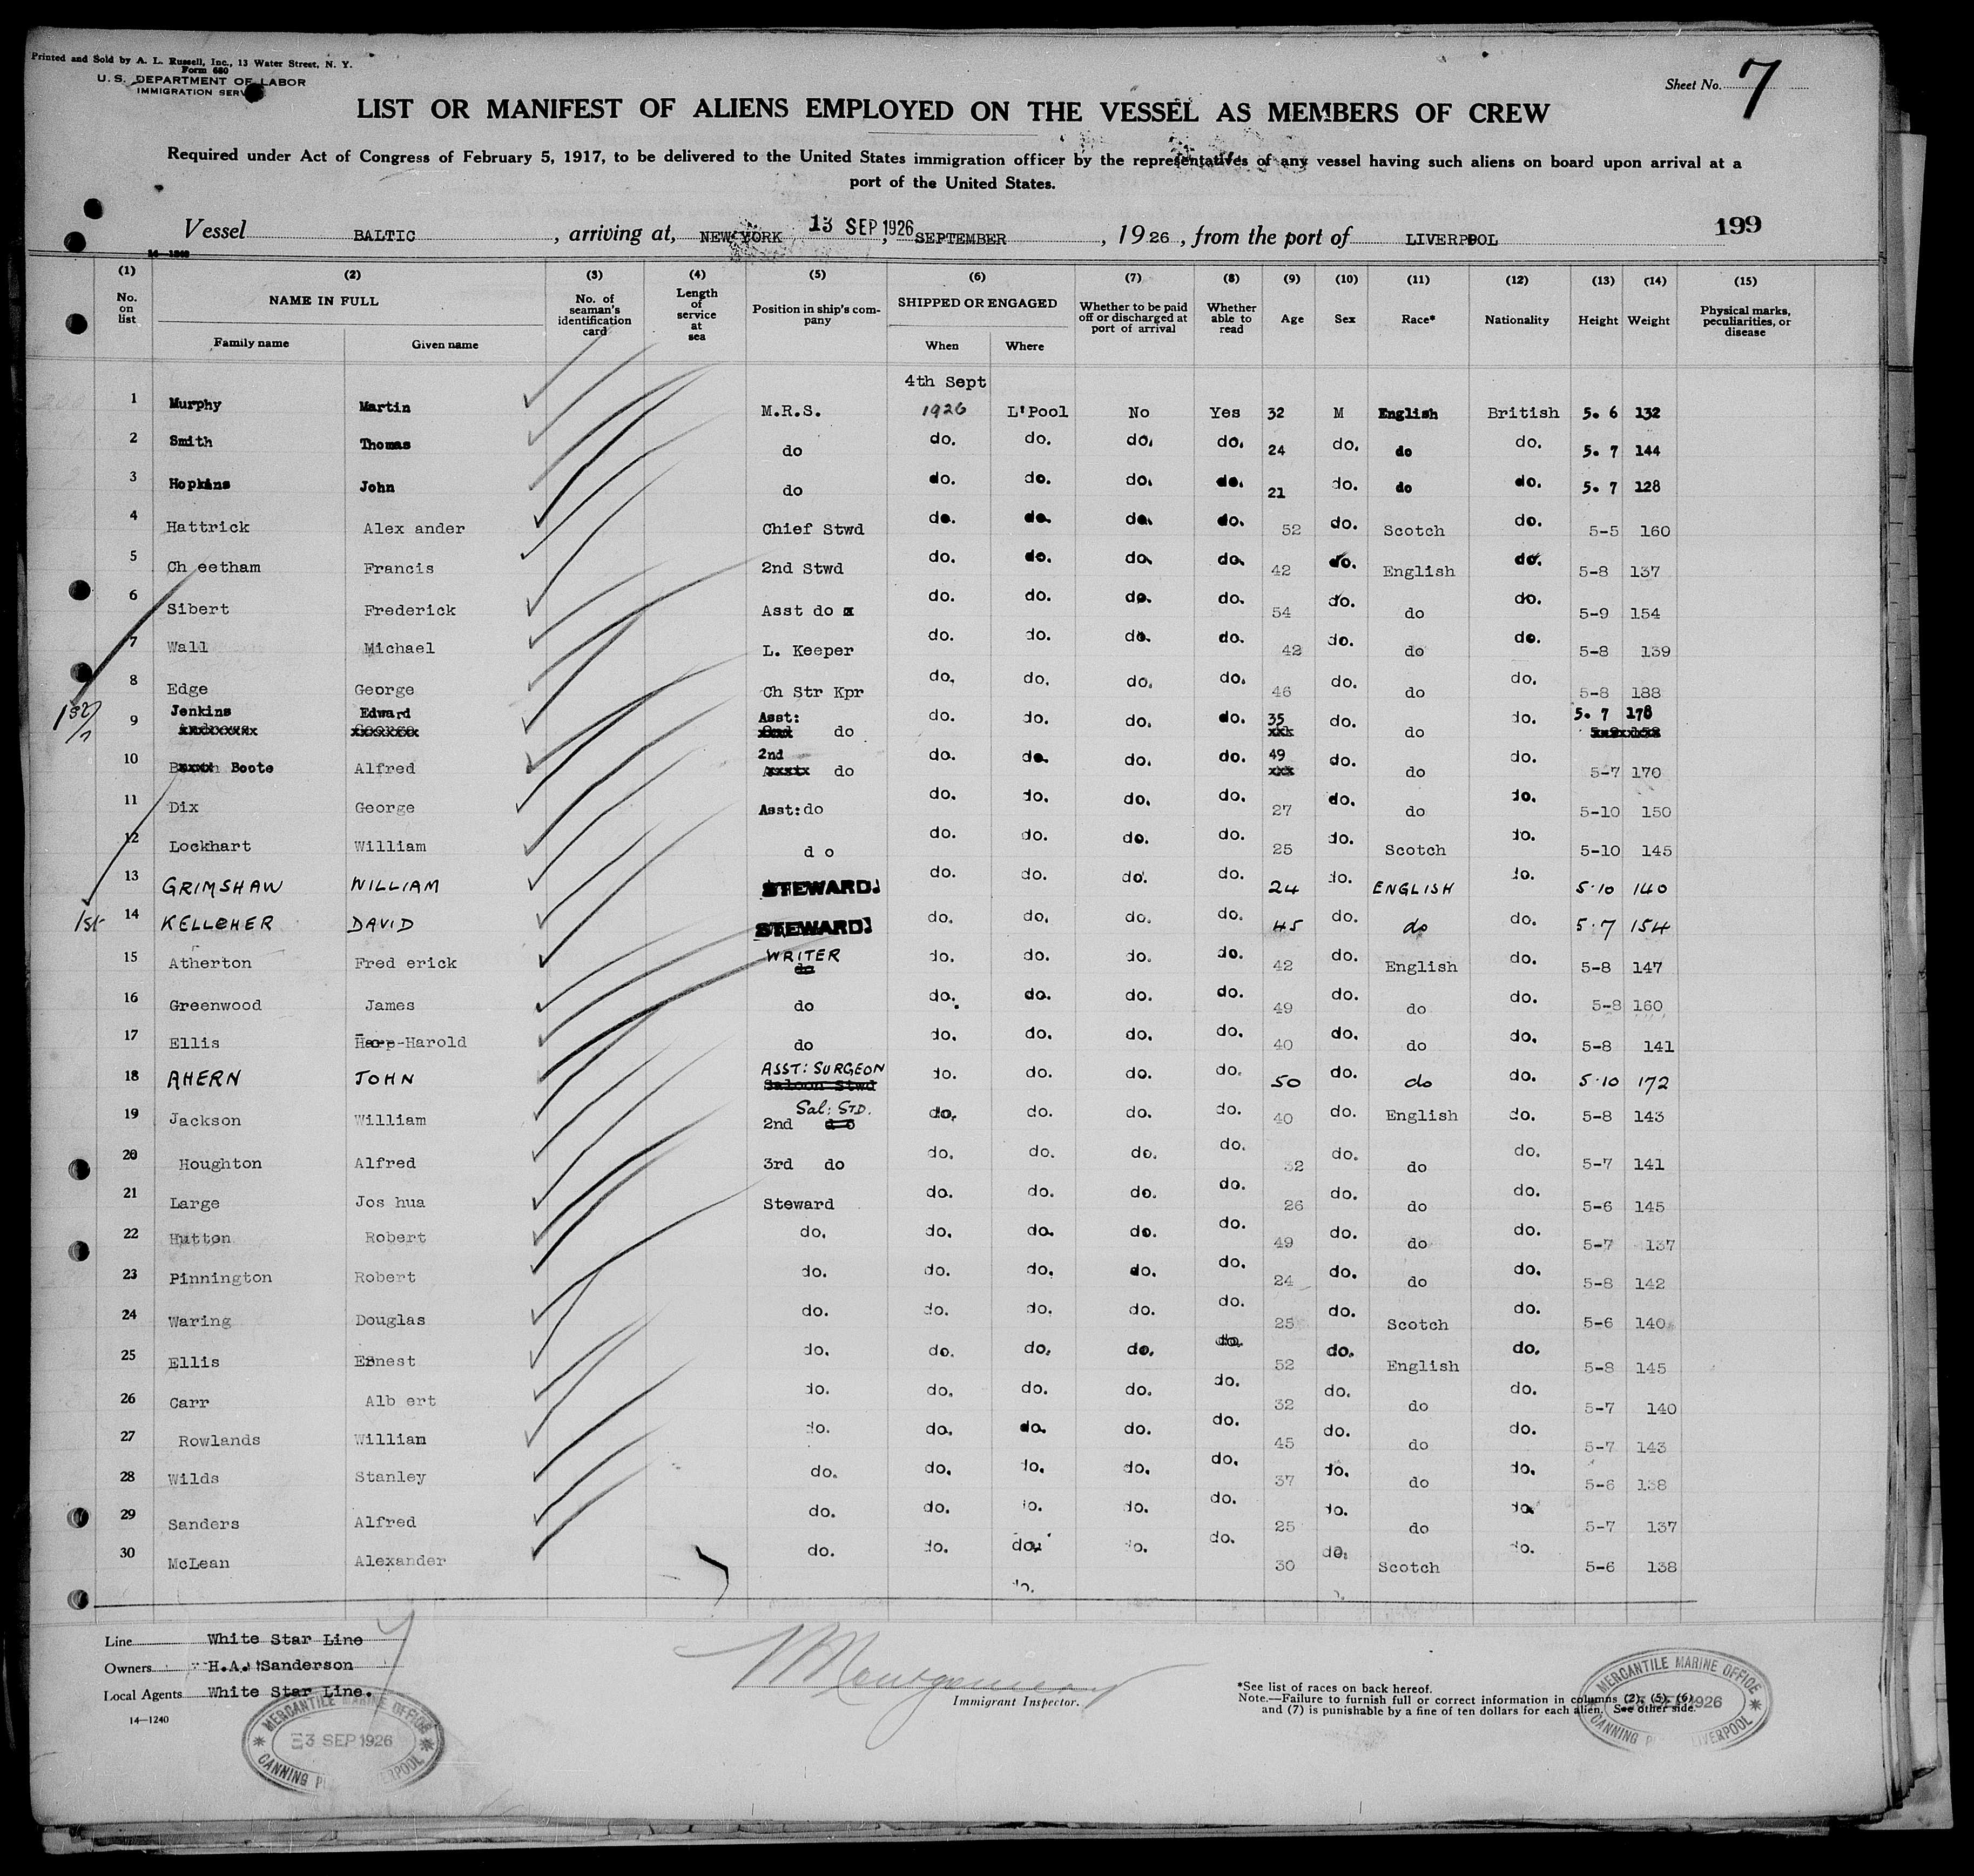 Printed and Sold by A. L. Russell, Inc., 13 Water Street, N. Y.
Form 680
U. S. DEPARTMENT OF LABOR
IMMIGRATION SERVICE
Sheet No. 7
LIST OR MANIFEST OF ALIENS EMPLOYED ON THE VESSEL AS MEMBERS OF CREW
Required under Act of Congress of February 5, 1917, to be delivered to the United States immigration officer by the representatives of any vessel having such aliens on board upon arrival at a
port of the United States.
Vessel BALTIC, arriving at, NEW YORK 13 SEP 1926, SEPTEMBER, 1926, from the port of LIVERPOOL 199
14-1240
(1) (2) (3) (4) (5) (6) (7) (8) (9) (10) (11) (12) (13) (14) (15)
No. on list NAME IN FULL Family name Given name No. of seaman's identification card Length of service at sea Position in ship's company SHIPPED OR ENGAGED When Where Whether to be paid off or discharged at port of arrival Whether able to read Age Sex Race* Nationality Height Weight Physical marks, peculiarities, or disease
4th Sept
1 Murphy Martin M.R.S. 1926 L'Pool No Yes 32 M English British 5. 6 132
2 Smith Thomas do do. do. do. do. 24 do. do do. 5. 7 144
3 Hopkins John do do. do. do. do. 21 do. do do. 5. 7 128
4 Hattrick Alex ander Chief Stwd do. do. do. do. 52 do. Scotch do. 5-5 160
5 Ch eetham Francis 2nd Stwd do. do. do. do. 42 do. English do. 5-8 137
6 Sibert Frederick Asst do do. do. do. do. 54 do. do do. 5-9 154
7 Wall Michael L. Keeper do. do. do. do. 42 do. do do. 5-8 139
8 Edge George Ch Str Kpr do. do. do. do. 46 do. do do. 5-8 188
9 Jenkins Edward Asst: do do. do. do. do. 35 do. do do. 5. 7 178
10 Boote Alfred 2nd do do. do. do. do. 49 do. do do. 5-7 170
11 Dix George Asst: do do. do. do. do. 27 do. do do. 5-10 150
12 Lockhart William d o do. do. do. do. 25 do. Scotch do. 5-10 145
13 GRIMSHAW WILLIAM STEWARD. do. do. do. do. 24 do. ENGLISH do. 5·10 140
1st 14 KELLEHER DAVID STEWARD. do. do. do. do. 45 do. do do. 5·7 154
15 Atherton Fred erick WRITER do do. do. do. do. 42 do. English do. 5-8 147
16 Greenwood James do do. do. do. do. 49 do. do do. 5-8 160
17 Ellis Harp-Harold do do. do. do. do. 40 do. do do. 5-8 141
18 AHERN JOHN ASST: SURGEON Saloon Stwd do. do. do. do. 50 do. do do. 5·10 172
19 Jackson William 2nd Sal: STD. d o do. do. do. do. 40 do. English do. 5-8 143
20 Houghton Alfred 3rd do do. do. do. do. 32 do. do do. 5-7 141
21 Large Jos hua Steward do. do. do. do. 26 do. do do. 5-6 145
22 Hutton Robert do. do. do. do. do. 49 do. do do. 5-7 137
23 Pinnington Robert do. do. do. do. do. 24 do. do do. 5-8 142
24 Waring Douglas do. do. do. do. do. 25 do. Scotch do. 5-6 140
25 Ellis Ernest do. do. do. do. do. 52 do. English do. 5-8 145
26 Carr Alb ert do. do. do. do. do. 32 do. do do. 5-7 140
27 Rowlands William do. do. do. do. do. 45 do. do do. 5-7 143
28 Wilds Stanley do. do. do. do. do. 37 do. do do. 5-6 138
29 Sanders Alfred do. do. do. do. do. 25 do. do do. 5-7 137
30 McLean Alexander do. do. do. do. do. 30 do. Scotch do. 5-6 138
Line White Star Line
Owners H.A. Sanderson
Local Agents White Star Line.
14—1240
Montgomery
Immigrant Inspector.
*See list of races on back hereof.
Note.—Failure to furnish full or correct information in columns (2), (5), (6),
and (7) is punishable by a fine of ten dollars for each alien. See other side.
MERCANTILE MARINE OFFICE
3 SEP 1926
CANNING LIVERPOOL
MERCANTILE MARINE OFFICE
SEP 1926
CANNING LIVERPOOL